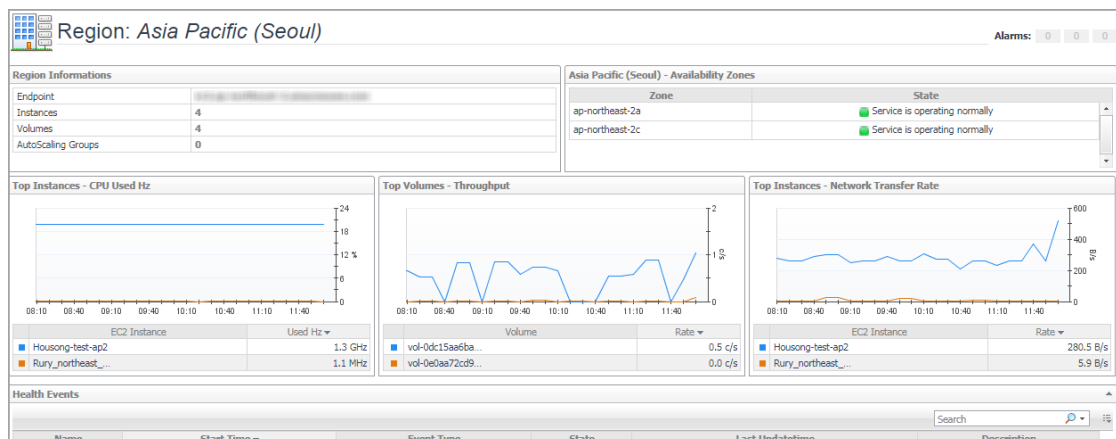 Region: Asia Pacific (Seoul)
Alarms: 0 0 0
Region Informations
Endpoint
Instances 4
Volumes 4
AutoScaling Groups 0
Asia Pacific (Seoul) - Availability Zones
Zone State
ap-northeast-2a Service is operating normally
ap-northeast-2c Service is operating normally
Top Instances - CPU Used Hz
24
18
12 %
6
0
08:10 08:40 09:10 09:40 10:10 10:40 11:10 11:40
EC2 Instance Used Hz
Housong-test-ap2 1.3 GHz
Rury_northeast_... 1.1 MHz
Top Volumes - Throughput
2
1 c/s
0
08:10 08:40 09:10 09:40 10:10 10:40 11:10 11:40
Volume Rate
vol-0dc15aa6ba... 0.5 c/s
vol-0e0aa72cd9... 0.0 c/s
Top Instances - Network Transfer Rate
600
400 B/s
200
0
08:10 08:40 09:10 09:40 10:10 10:40 11:10 11:40
EC2 Instance Rate
Housong-test-ap2 280.5 B/s
Rury_northeast_... 5.9 B/s
Health Events
Search
Name Start Time Event Type State Last Updatetime Description